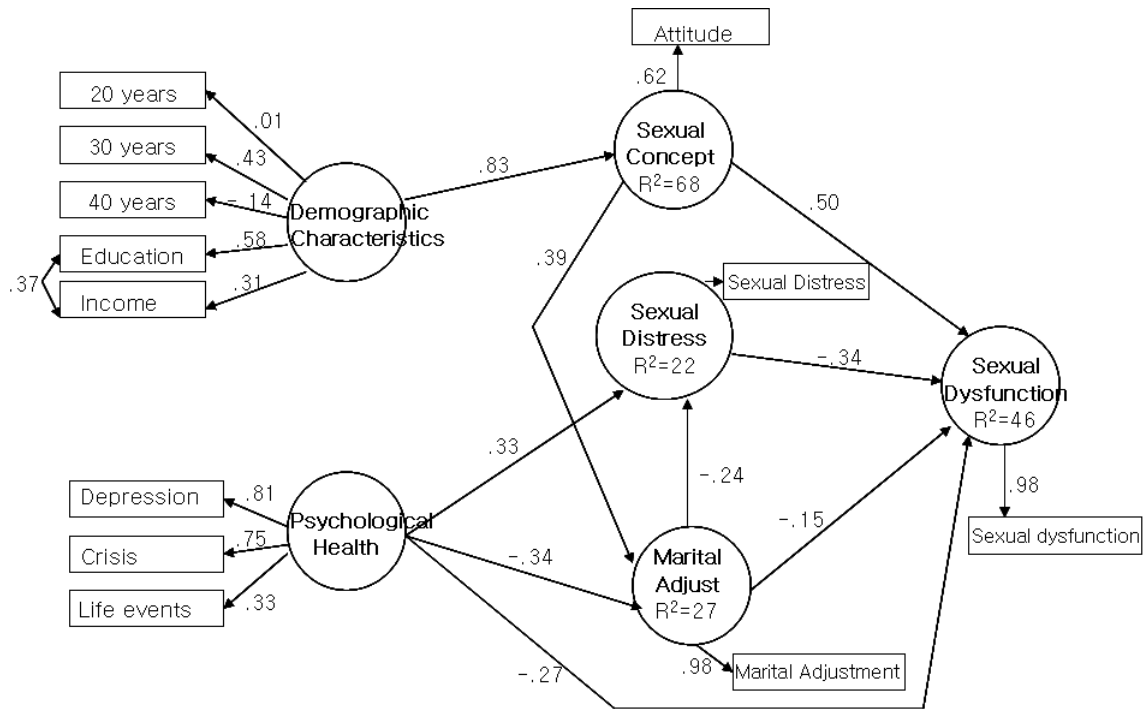 Attitude
.62
20 years
.01
30 years
.43
40 years
-.14
Education
.58
Income
.31
.37
Demographic
Characteristics
.83
Sexual
Concept
R²=68
.50
.39
Sexual Distress
Sexual
Distress
R²=22
-.34
Sexual
Dysfunction
R²=46
.98
Sexual dysfunction
.33
-.24
-.15
Depression
.81
Crisis
.75
Life events
.33
Psychological
Health
-.34
Marital
Adjust
R²=27
.98
Marital Adjustment
-.27